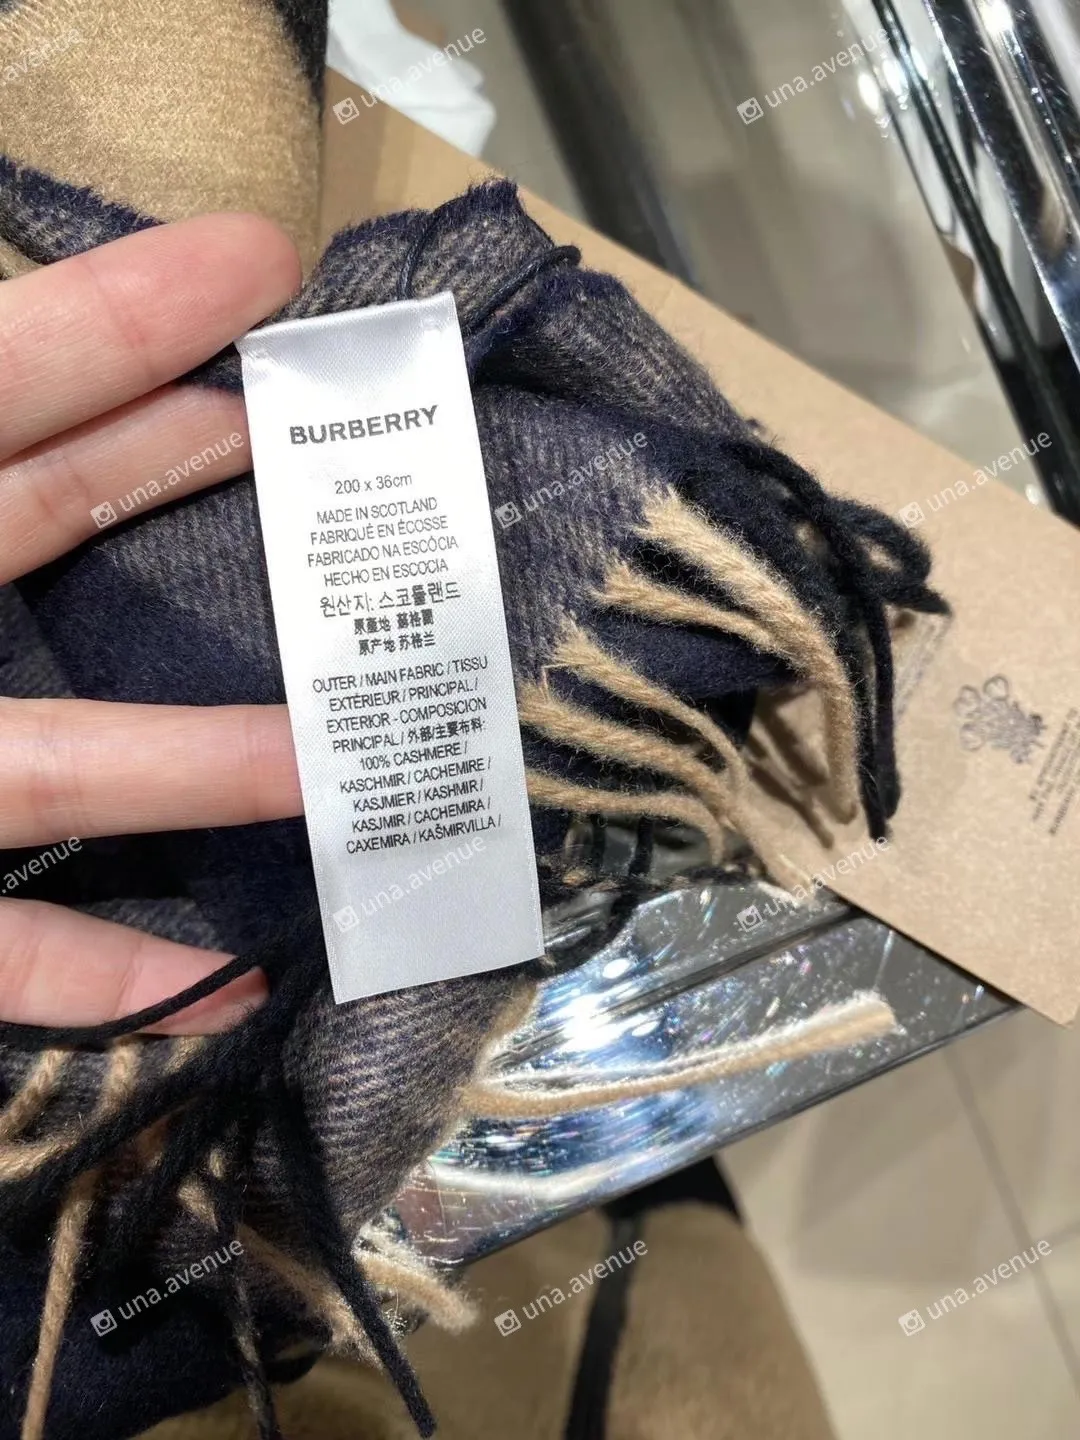 BURBERRY
200 x 36cm
MADE IN SCOTLAND
FABRIQUÉ EN ÉCOSSE
FABRICADO NA ESCÓCIA
HECHO EN ESCOCIA
원산지: 스코틀랜드
原產地: 蘇格蘭
原产地: 苏格兰
OUTER / MAIN FABRIC / TISSU
EXTÉRIEUR / PRINCIPAL /
EXTERIOR - COMPOSICION
PRINCIPAL / 外部/主要布料:
100% CASHMERE /
KASCHMIR / CACHEMIRE /
KASJMIER / KASHMIR /
KASJMIR / CACHEMIRA /
CAXEMIRA / KAŠMIRVILLA /
una.avenue
una.avenue
una.avenue
una.avenue
una.avenue
una.avenue
una.avenue
una.avenue
una.avenue
una.avenue
una.avenue
una.avenue